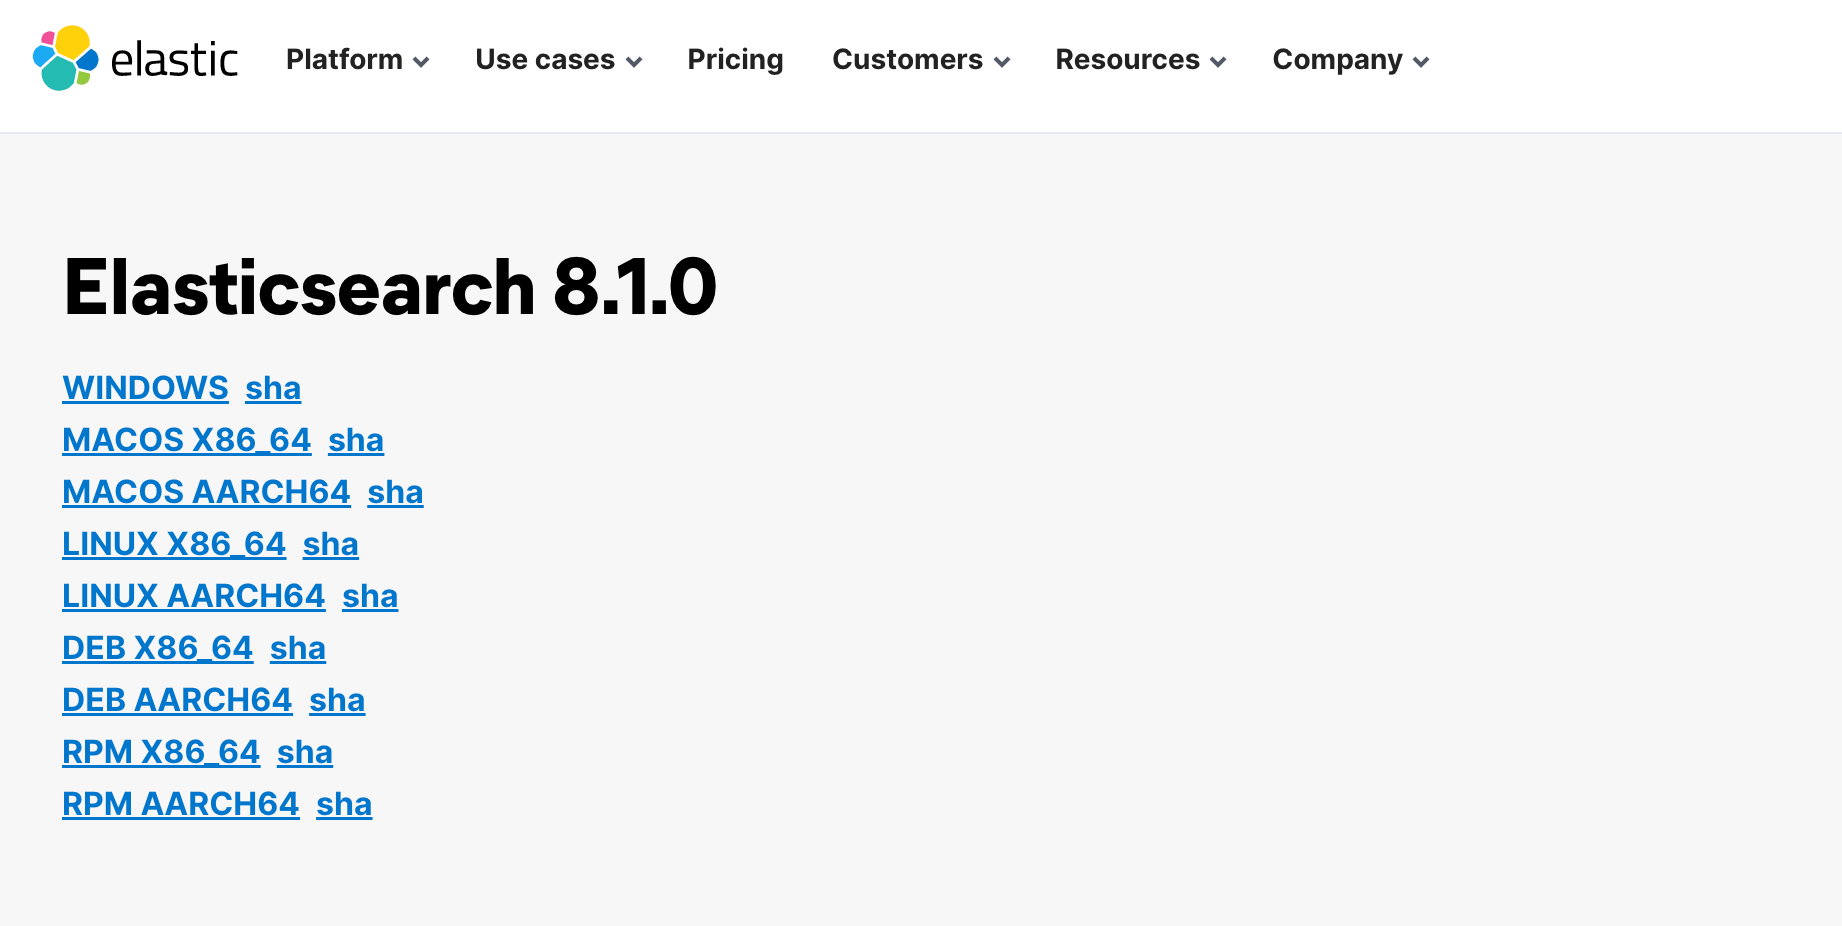 elastic Platform Use cases Pricing Customers Resources Company
Elasticsearch 8.1.0
WINDOWS sha
MACOS X86_64 sha
MACOS AARCH64 sha
LINUX X86_64 sha
LINUX AARCH64 sha
DEB X86_64 sha
DEB AARCH64 sha
RPM X86_64 sha
RPM AARCH64 sha